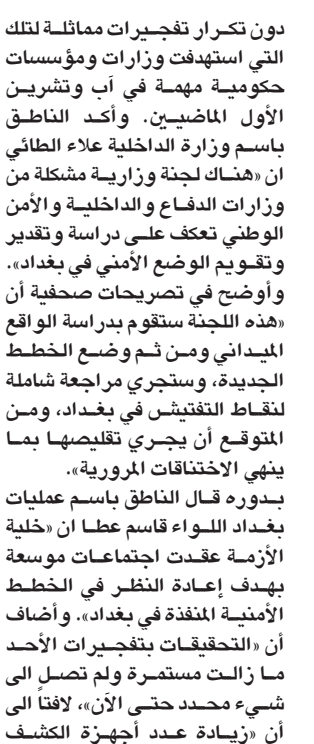 دون تكرار تفجيرات مماثلة لتلك
التي استهدفت وزارات ومؤسسات
حكومية مهمة في آب وتشرين
الأول الماضيين. وأكد الناطق
باسم وزارة الداخلية علاء الطائي
ان «هناك لجنة وزارية مشكلة من
وزارات الدفاع والداخلية والأمن
الوطني تعكف على دراسة وتقدير
وتقويم الوضع الأمني في بغداد».
وأوضح في تصريحات صحفية أن
«هذه اللجنة ستقوم بدراسة الواقع
الميداني ومن ثم وضع الخطط
الجديدة، وستجري مراجعة شاملة
لنقاط التفتيش في بغداد، ومن
المتوقع أن يجري تقليصها بما
ينهي الاختناقات المرورية».
بدوره قال الناطق باسم عمليات
بغداد اللواء قاسم عطا ان «خلية
الأزمة عقدت اجتماعات موسعة
بهدف إعادة النظر في الخطط
الأمنية المنفذة في بغداد». وأضاف
أن «التحقيقات بتفجيرات الأحد
ما زالت مستمرة ولم تصل الى
شيء محدد حتى الآن»، لافتاً الى
أن «زيادة عدد أجهزة الكشف